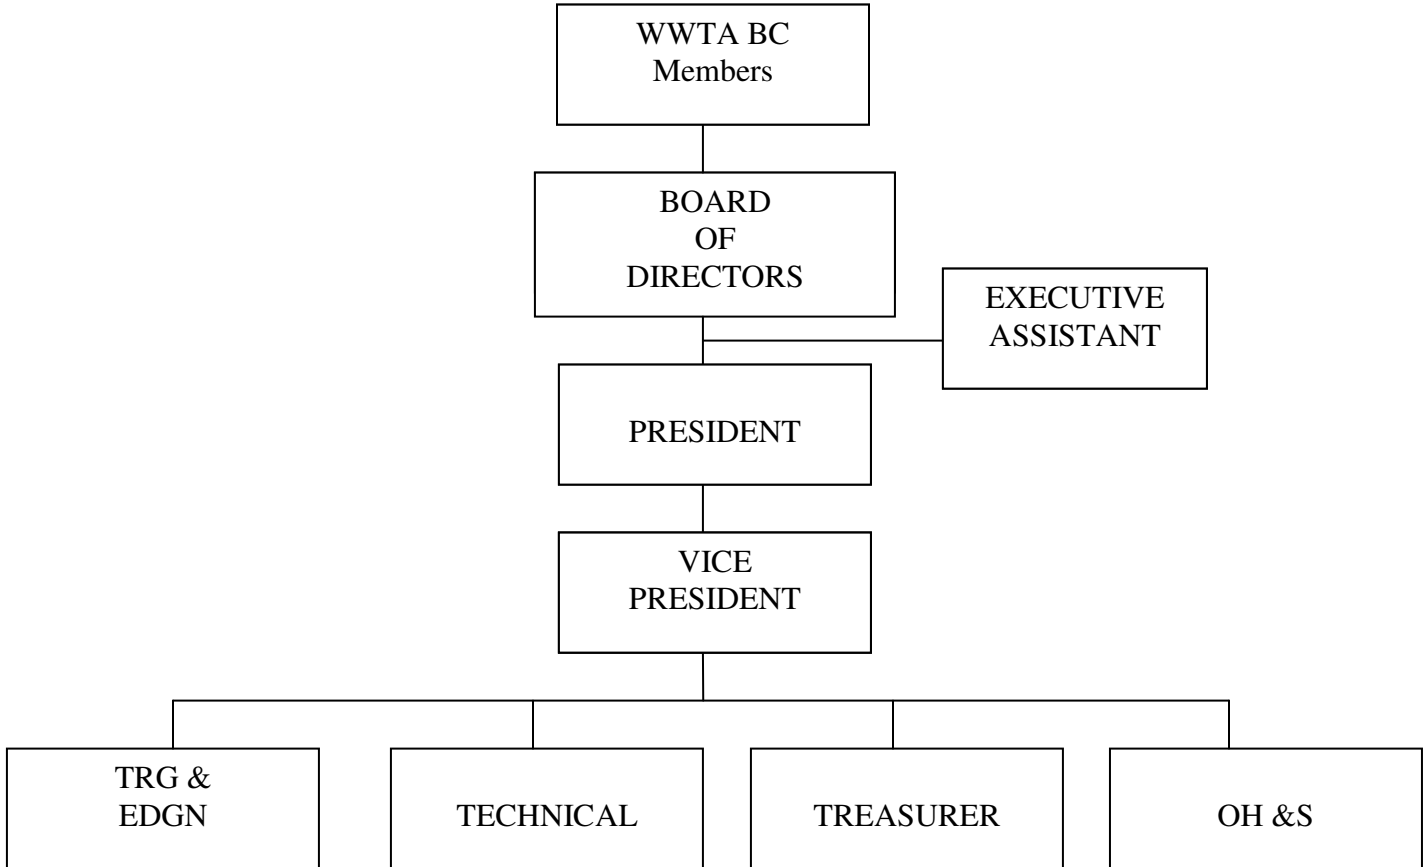 WWTA BC
Members
BOARD
OF
DIRECTORS
EXECUTIVE
ASSISTANT
PRESIDENT
VICE
PRESIDENT
TRG &
EDGN
TECHNICAL
TREASURER
OH &S